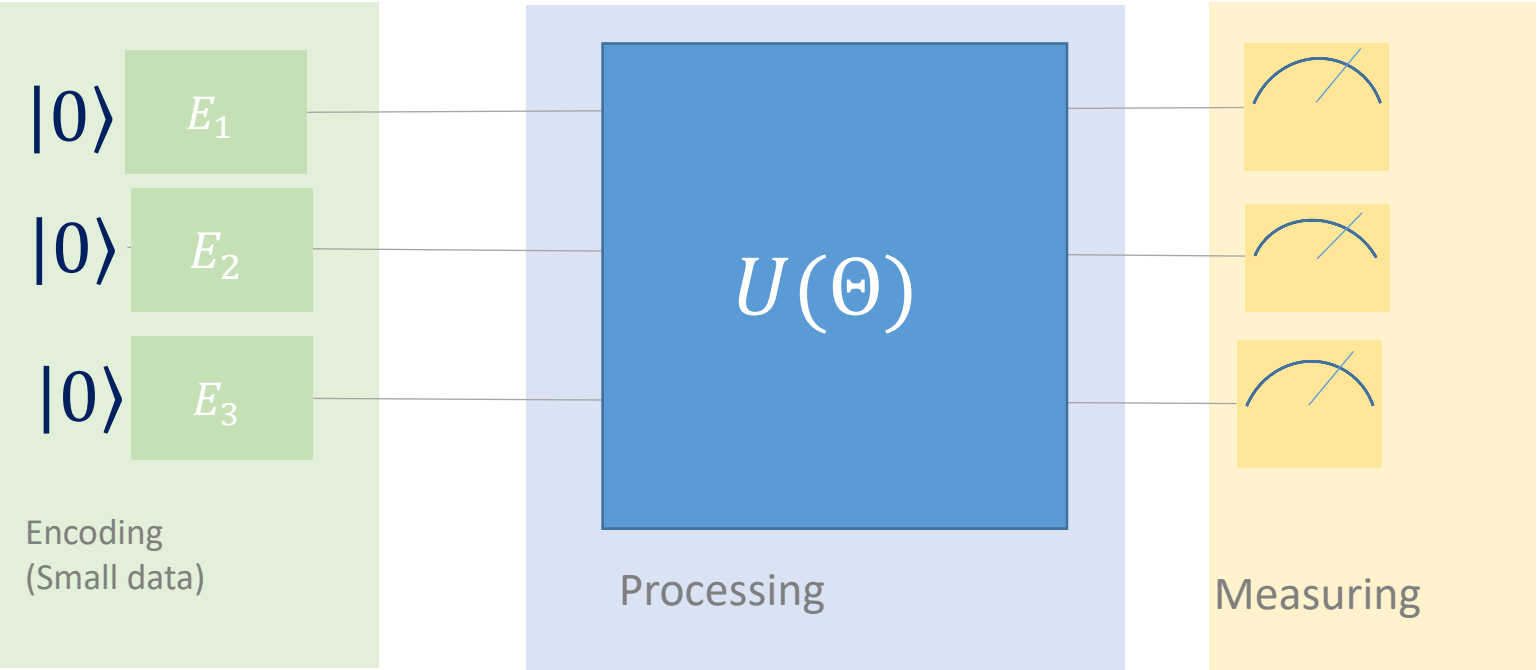 |0⟩ E₁
|0⟩ E₂
|0⟩ E₃
U(Θ)
Encoding
(Small data)
Processing
Measuring